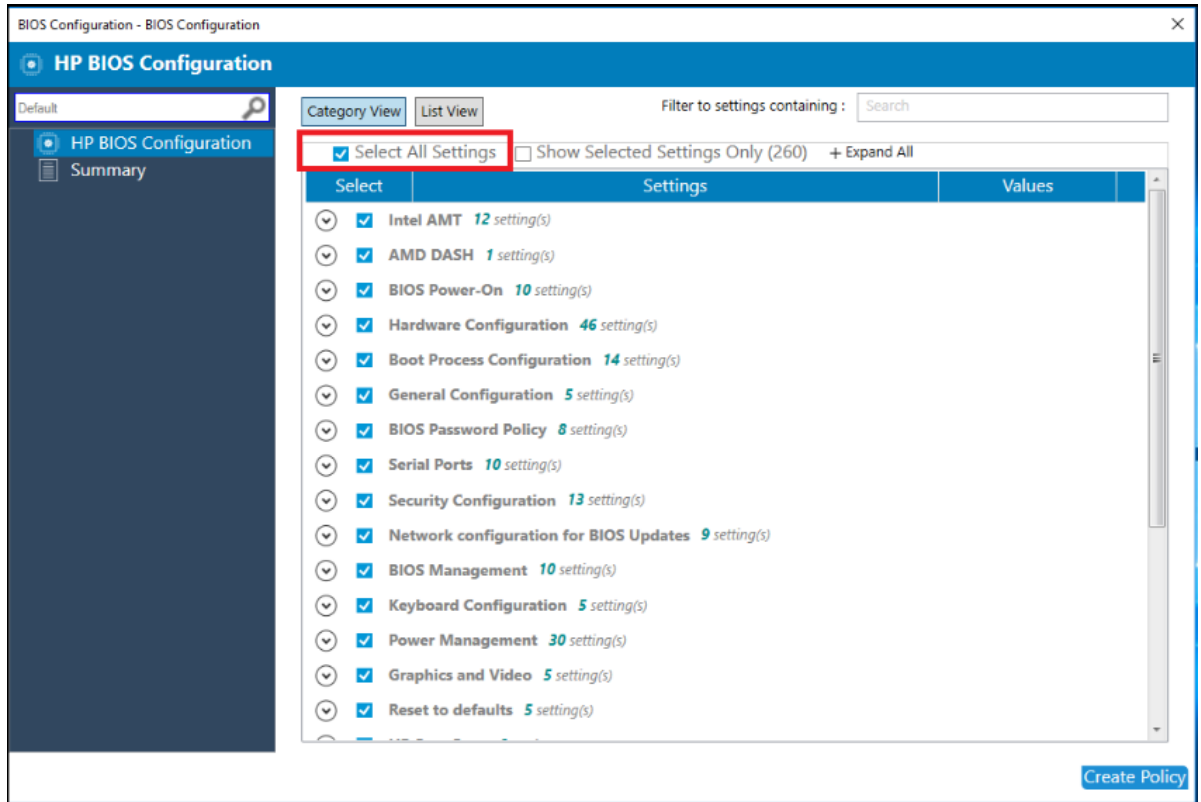 BIOS Configuration - BIOS Configuration
HP BIOS Configuration
Default
HP BIOS Configuration
Summary
Category View List View Filter to settings containing : Search
Select All Settings Show Selected Settings Only (260) + Expand All
Select Settings Values
Intel AMT 12 setting(s)
AMD DASH 1 setting(s)
BIOS Power-On 10 setting(s)
Hardware Configuration 46 setting(s)
Boot Process Configuration 14 setting(s)
General Configuration 5 setting(s)
BIOS Password Policy 8 setting(s)
Serial Ports 10 setting(s)
Security Configuration 13 setting(s)
Network configuration for BIOS Updates 9 setting(s)
BIOS Management 10 setting(s)
Keyboard Configuration 5 setting(s)
Power Management 30 setting(s)
Graphics and Video 5 setting(s)
Reset to defaults 5 setting(s)
Create Policy